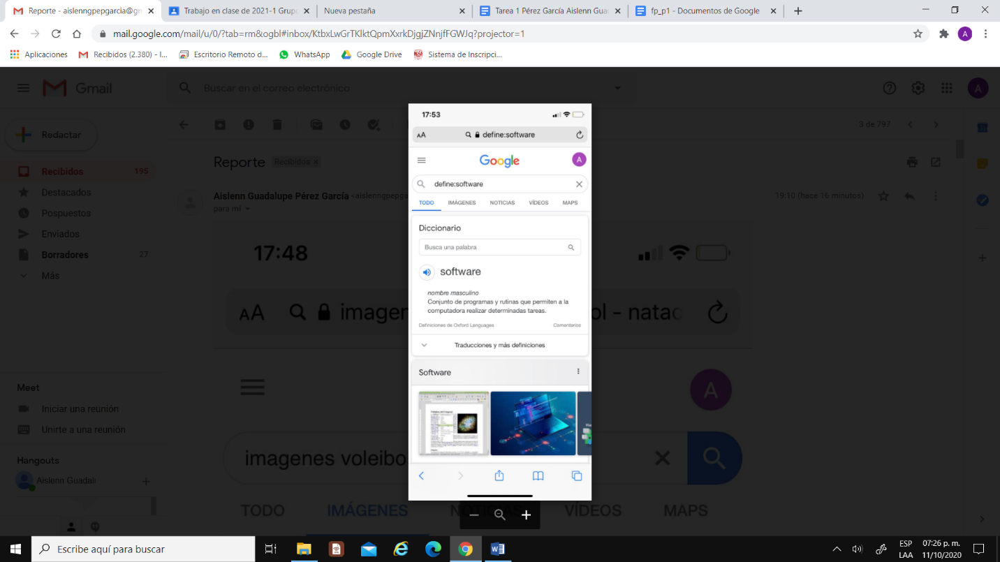 Reporte - aislenngpepgarcia@gm
Trabajo en clase de 2021-1 Grup
Nueva pestaña
Tarea 1 Pérez García Aislenn Gua
fp_p1 - Documentos de Google
mail.google.com/mail/u/0/?tab=rm&ogbl#inbox/KtbxLwGrTKlktQpmXxrkDjgjZNnjfFGWJq?projector=1
A
Aplicaciones
Recibidos (2.380) - l...
Escritorio Remoto d...
WhatsApp
Google Drive
Sistema de Inscripci...
Gmail
Buscar en el correo electrónico
A
Redactar
3 de 797
Recibidos 195
Destacados
Pospuestos
Enviados
Borradores 27
Más
Reporte
Recibidos
Aislenn Guadalupe Pérez García <aislenngpepga
para mí
19:10 (hace 16 minutos)
17:48
AA imagen ol - natac
A
imagenes voleibo
TODO IMÁGENES NOTICIAS VÍDEOS MAPS
17:53
AA define:software
Google
A
define:software
TODO IMÁGENES NOTICIAS VÍDEOS MAPS
Diccionario
Busca una palabra
software
nombre masculino
Conjunto de programas y rutinas que permiten a la
computadora realizar determinadas tareas.
Definiciones de Oxford Languages Comentarios
Traducciones y más definiciones
Software
Meet
Iniciar una reunión
Unirte a una reunión
Hangouts
Aislenn Guadalu
Escribe aquí para buscar
ESP
LAA
07:26 p. m.
11/10/2020